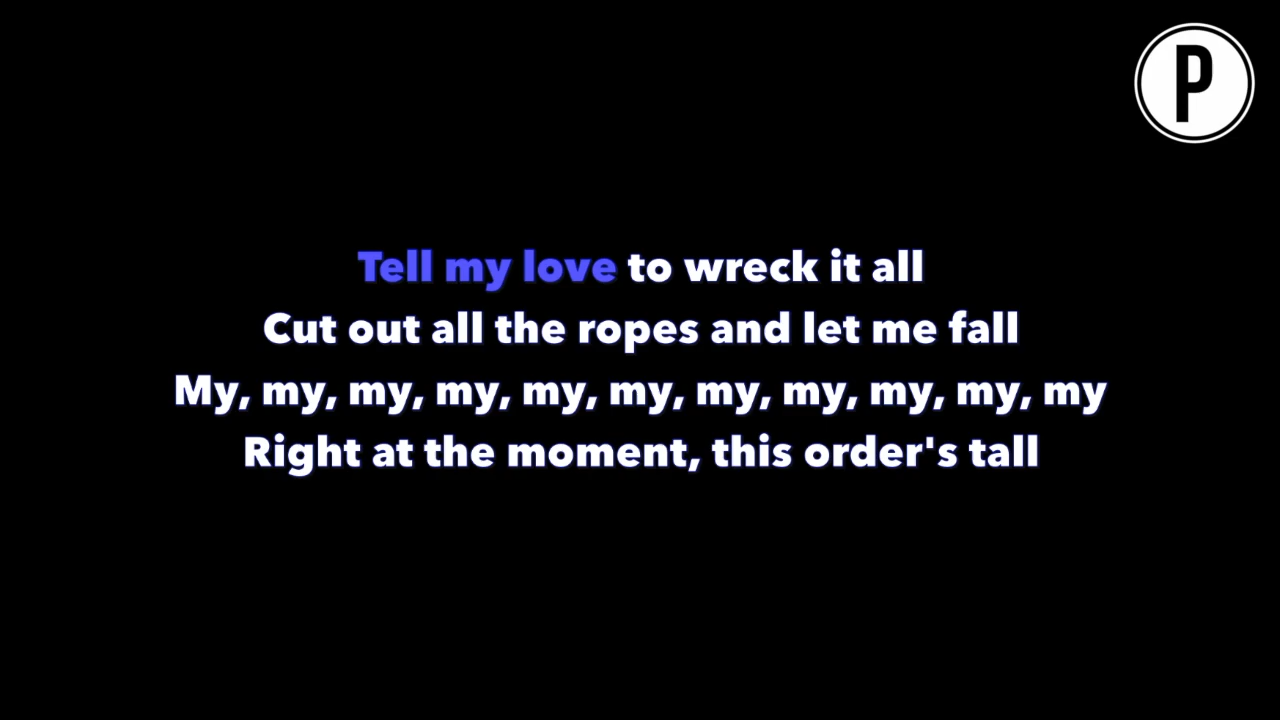 P
Tell my love to wreck it all
Cut out all the ropes and let me fall
My, my, my, my, my, my, my, my, my, my, my
Right at the moment, this order's tall